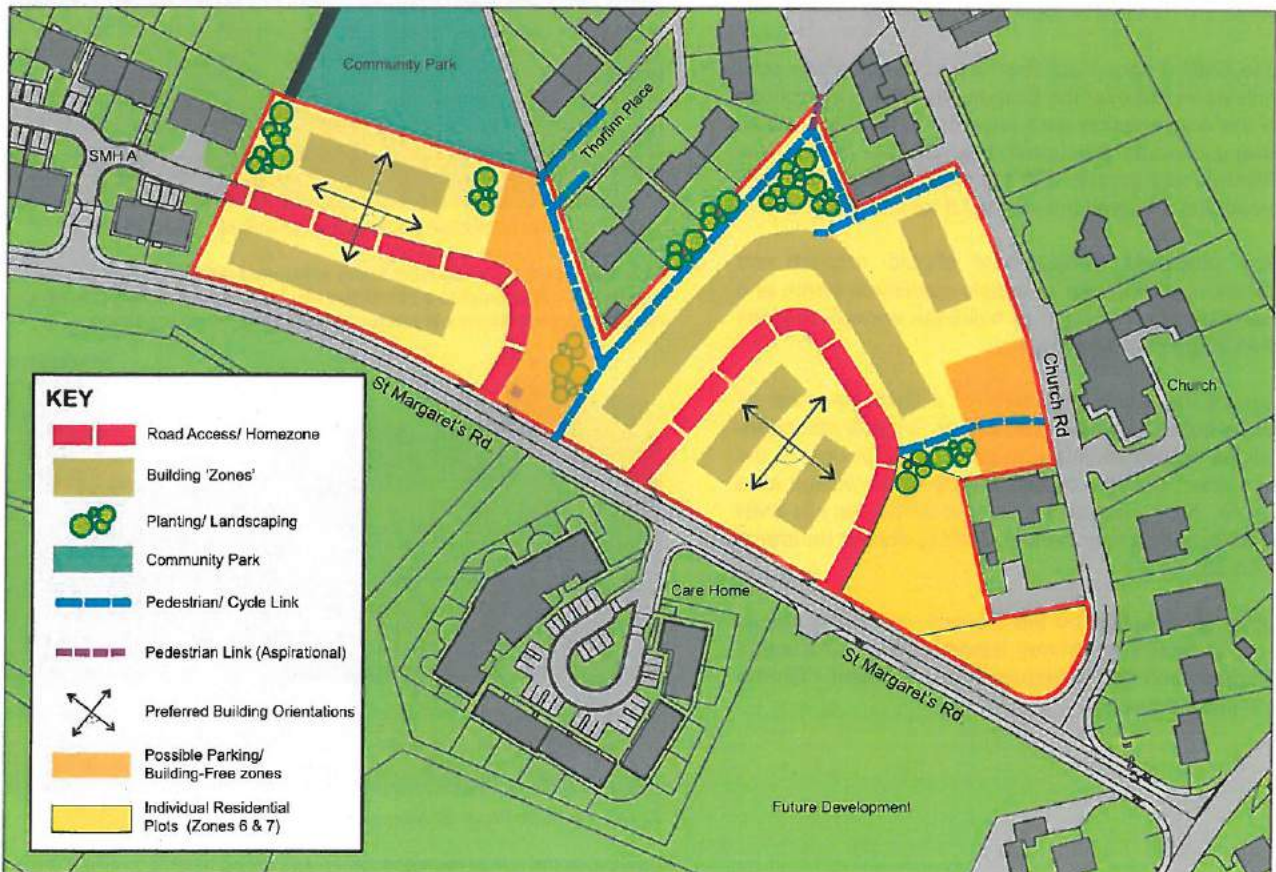 Community Park
Thorfinn Place
SMH A
St Margaret's Rd
Church Rd
Church
Care Home
St Margaret's Rd
Future Development
KEY
Road Access/ Homezone
Building 'Zones'
Planting/ Landscaping
Community Park
Pedestrian/ Cycle Link
Pedestrian Link (Aspirational)
Preferred Building Orientations
Possible Parking/
Building-Free zones
Individual Residential
Plots (Zones 6 & 7)